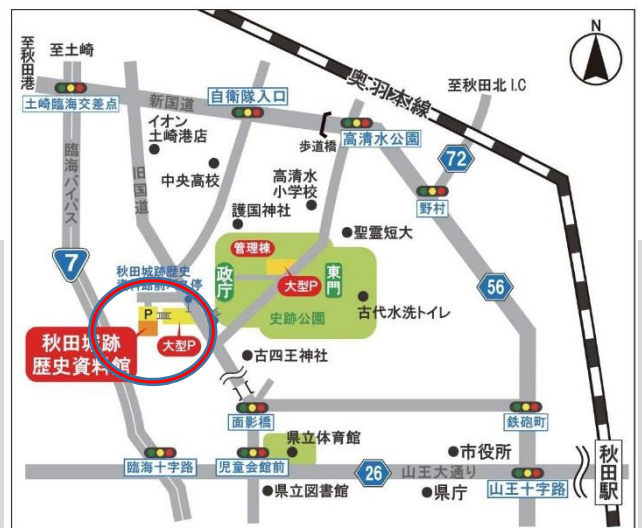 至土崎
至秋田港
土崎臨海交差点
新国道
自衛隊入口
奥羽本線
至秋田北I.C
N
イオン
土崎港店
中央高校
歩道橋
高清水公園
72
臨海バイパス
旧国道
高清水
小学校
野村
護国神社
聖霊短大
7
秋田城跡歴史
資料館前バス停
管理棟
政庁
大型P
東門
56
史跡公園
古代水洗トイレ
P
大型P
秋田城跡
歴史資料館
古四王神社
面影橋
鉄砲町
県立体育館
市役所
秋田駅
臨海十字路
児童会館前
26
山王大通り
県立図書館
県庁
山王十字路